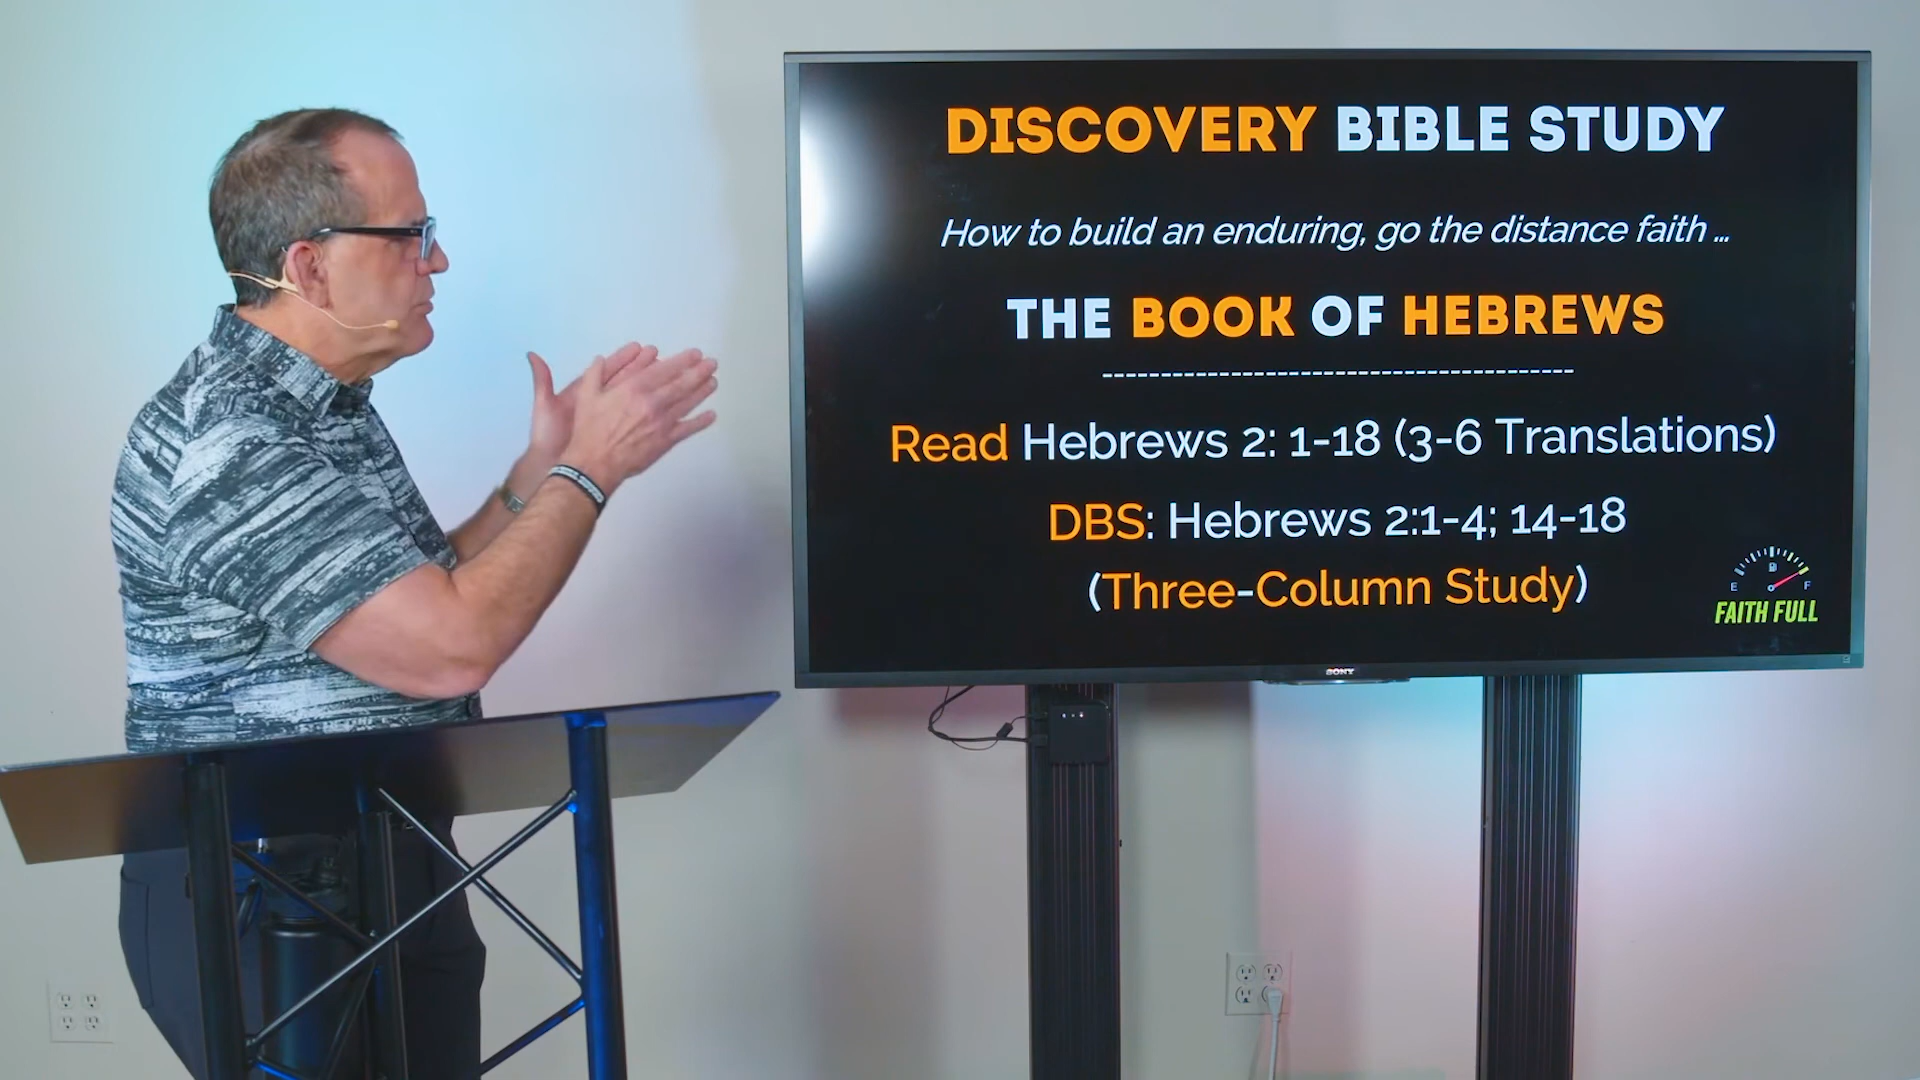 DISCOVERY BIBLE STUDY
How to build an enduring, go the distance faith ...
THE BOOK OF HEBREWS
----------------------------------------
Read Hebrews 2: 1-18 (3-6 Translations)
DBS: Hebrews 2:1-4; 14-18
(Three-Column Study)
E F
FAITH FULL
SONY